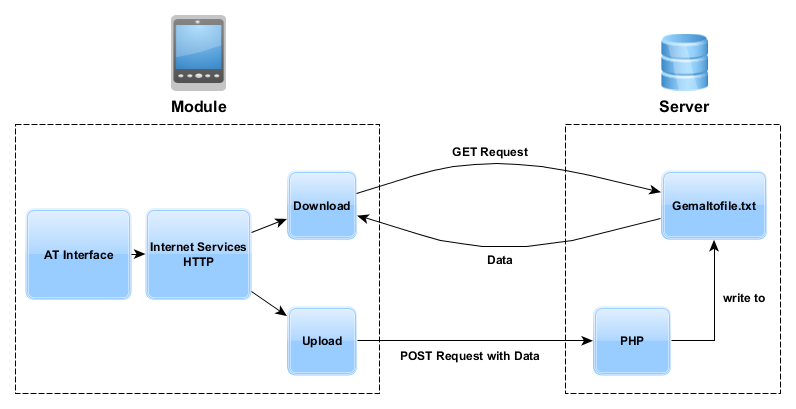 Module
Server
GET Request
Download
Gemaltofile.txt
AT Interface
Internet Services
HTTP
Data
write to
Upload
PHP
POST Request with Data